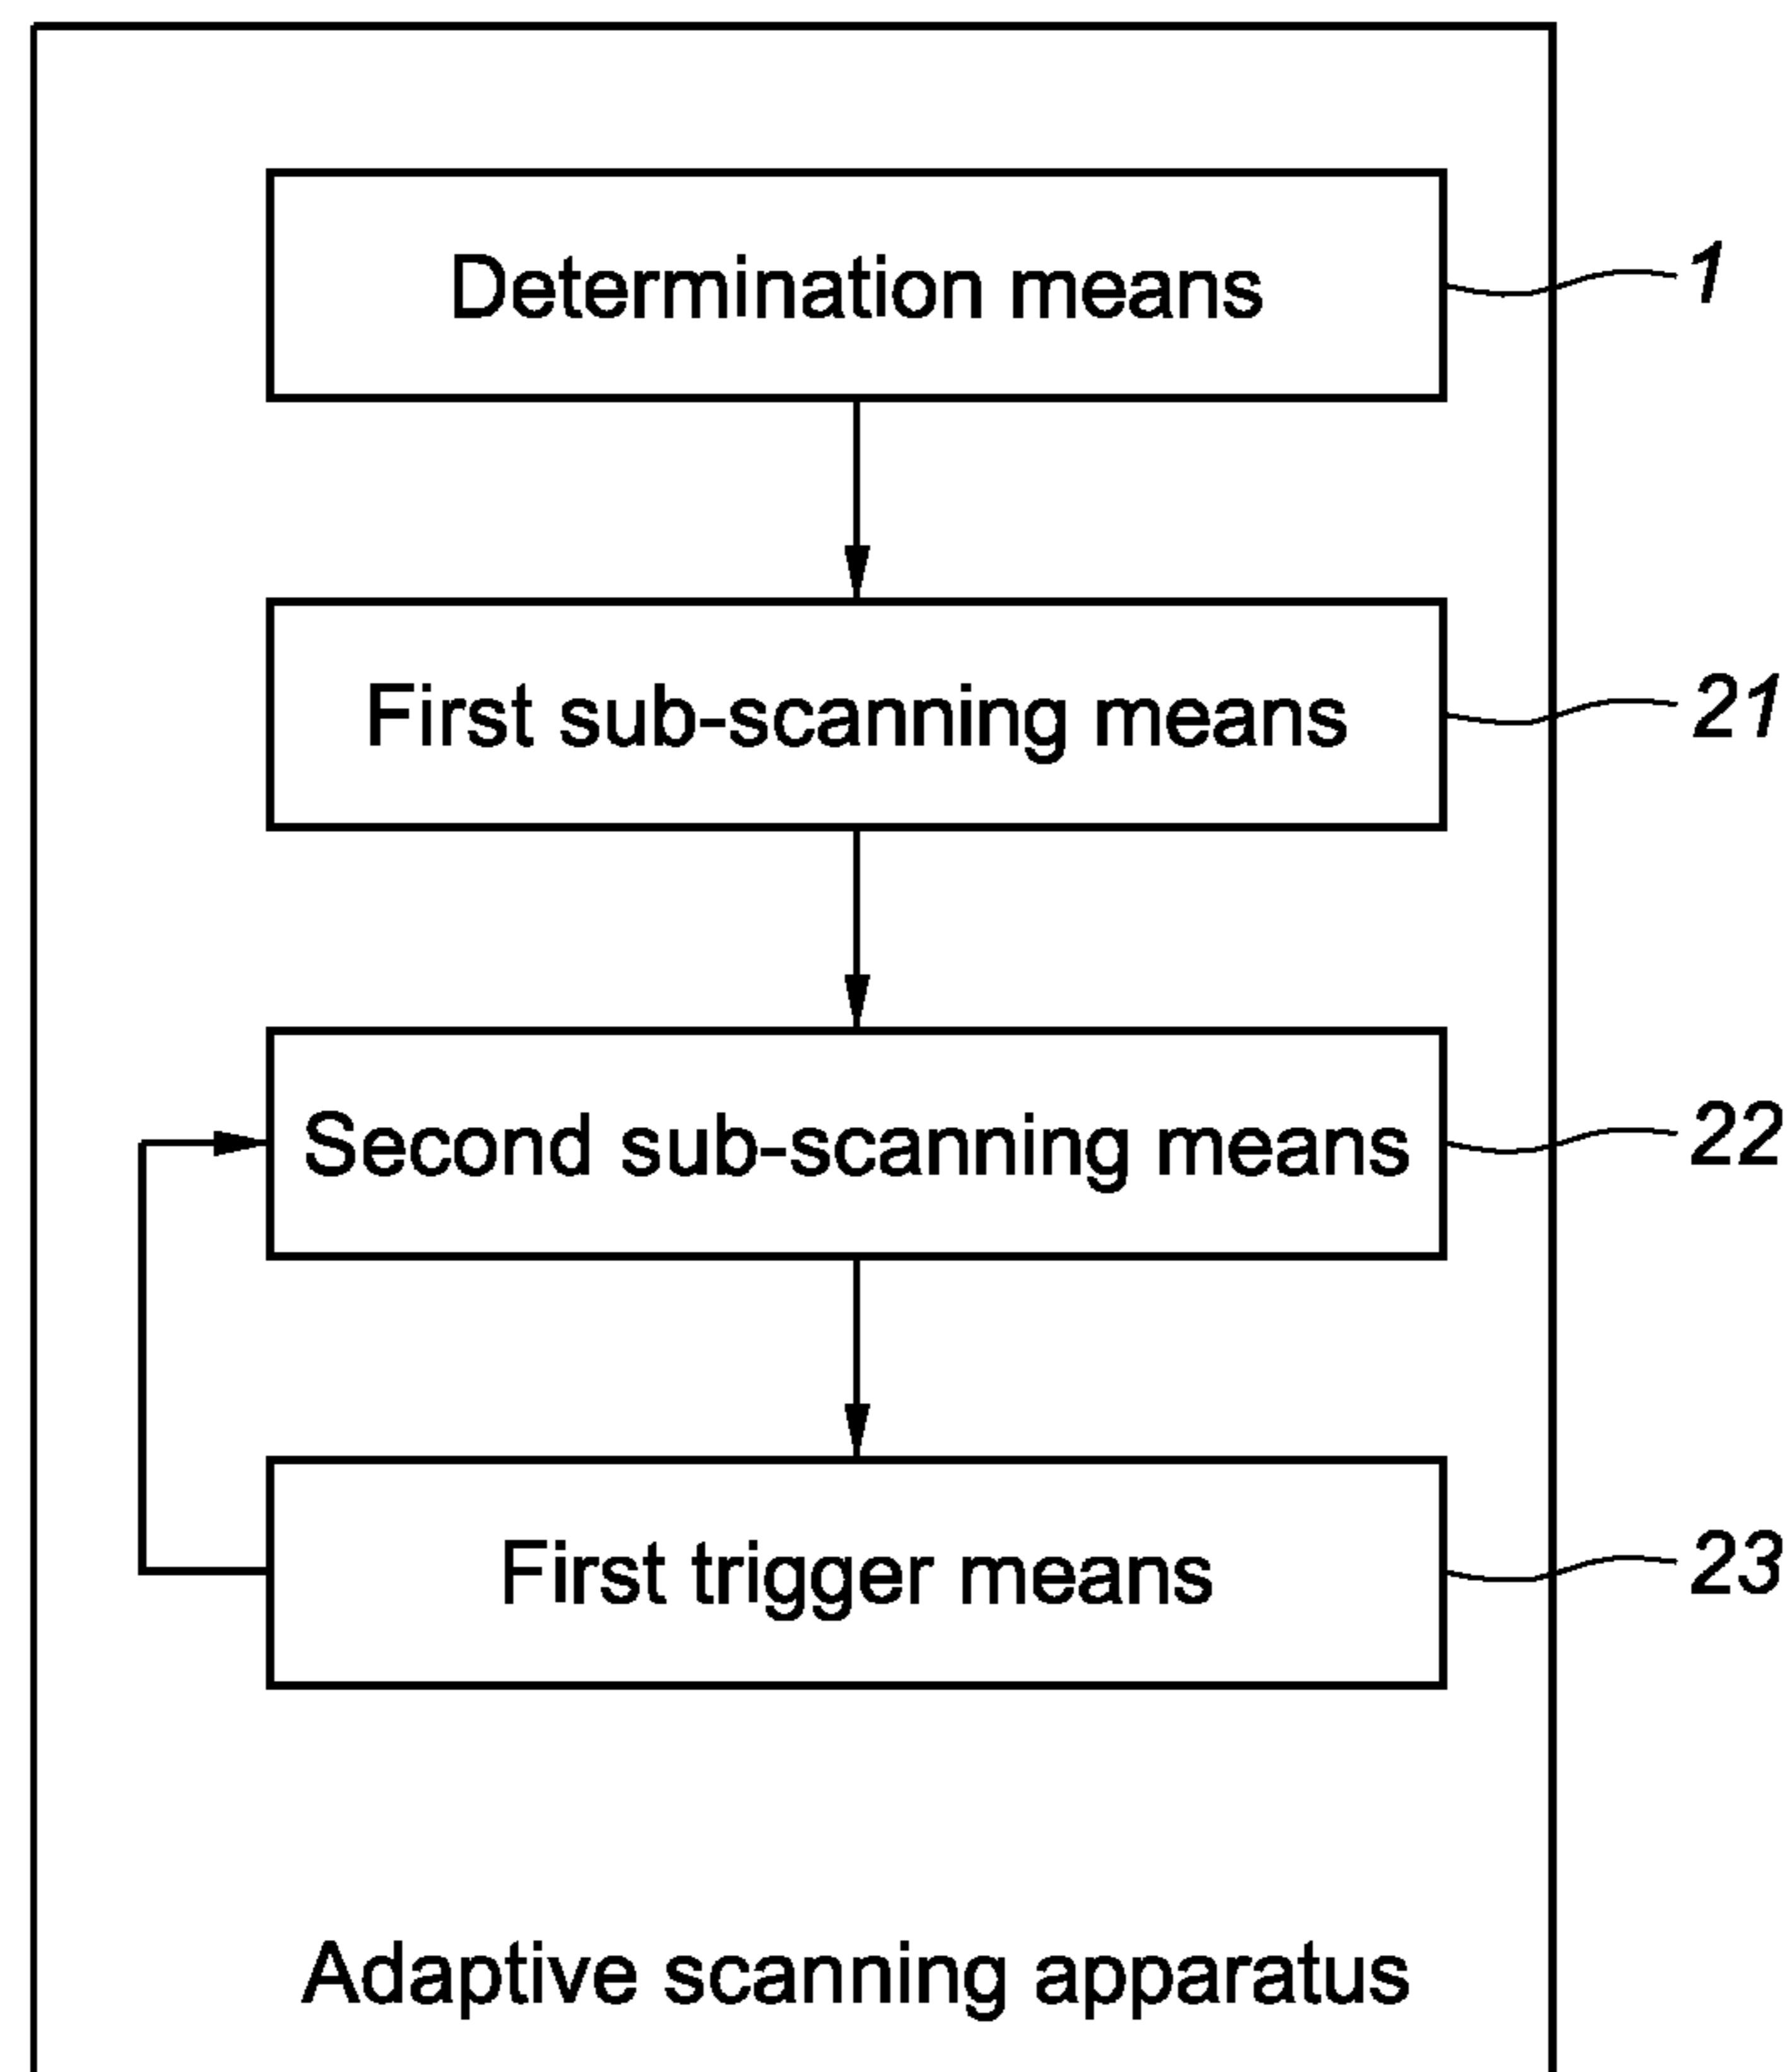 Determination means
1
First sub-scanning means
21
Second sub-scanning means
22
First trigger means
23
Adaptive scanning apparatus